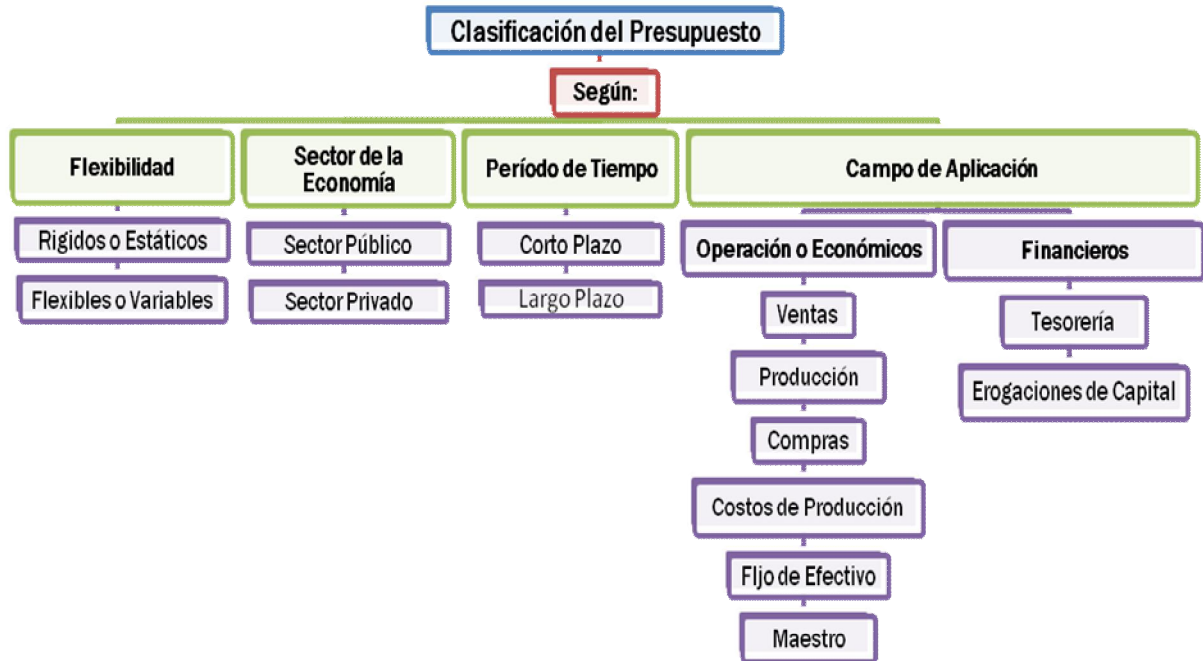 Clasificación del Presupuesto
Según:
Flexibilidad
Rigidos o Estáticos
Flexibles o Variables
Sector de la
Economía
Sector Público
Sector Privado
Período de Tiempo
Corto Plazo
Largo Plazo
Campo de Aplicación
Operación o Económicos
Ventas
Producción
Compras
Costos de Producción
Fljo de Efectivo
Maestro
Financieros
Tesorería
Erogaciones de Capital